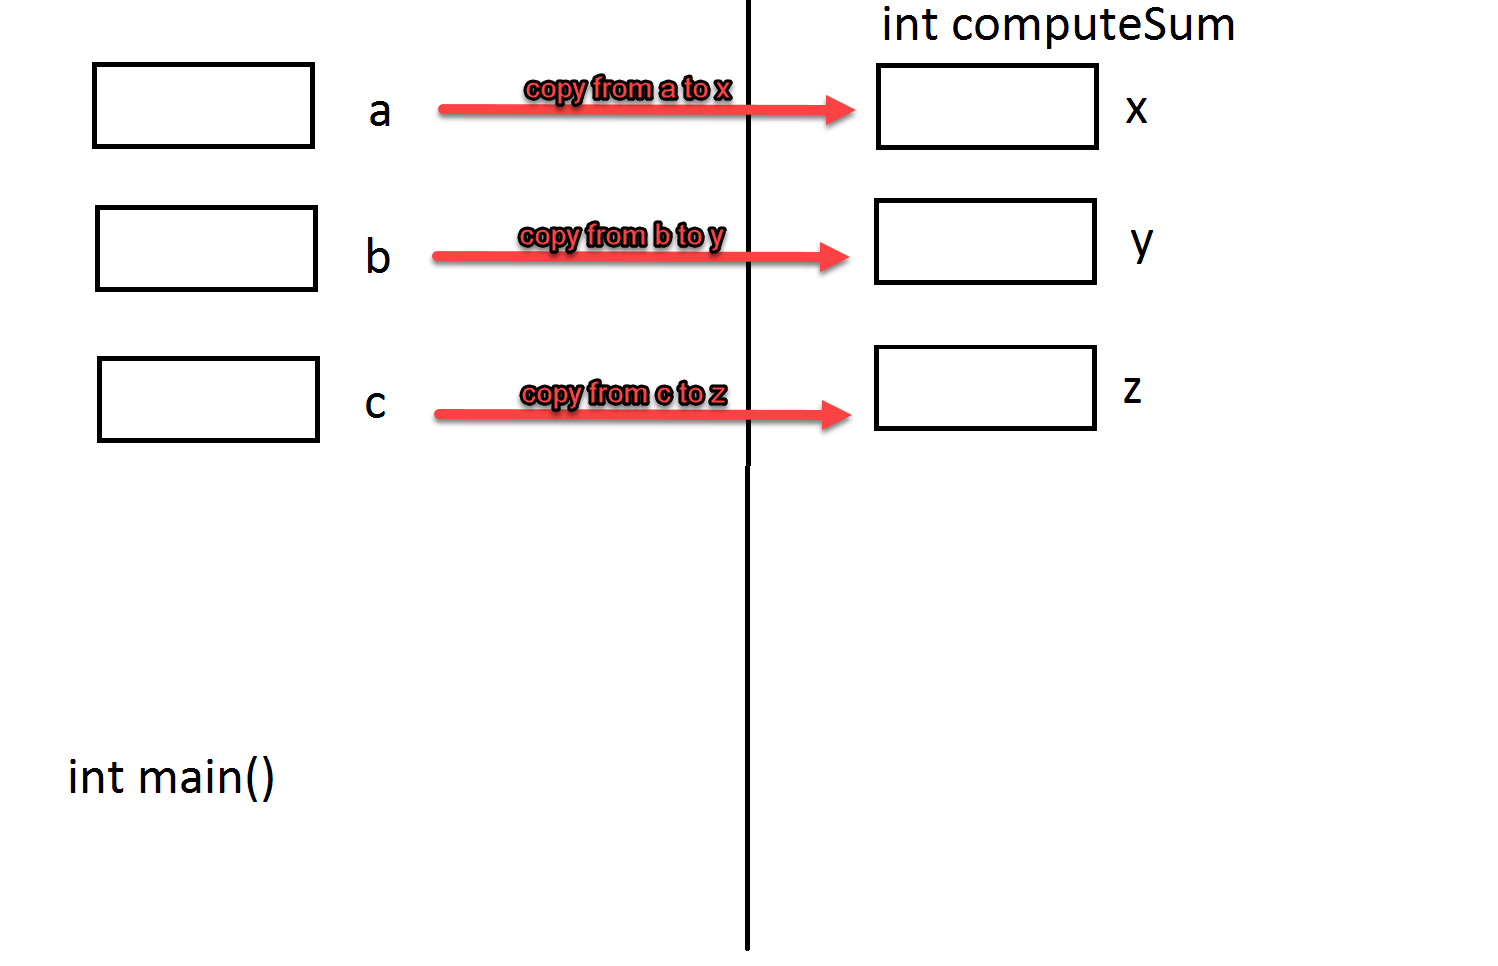 int computeSum
a
copy from a to x
x
b
copy from b to y
y
c
copy from c to z
z
int main()